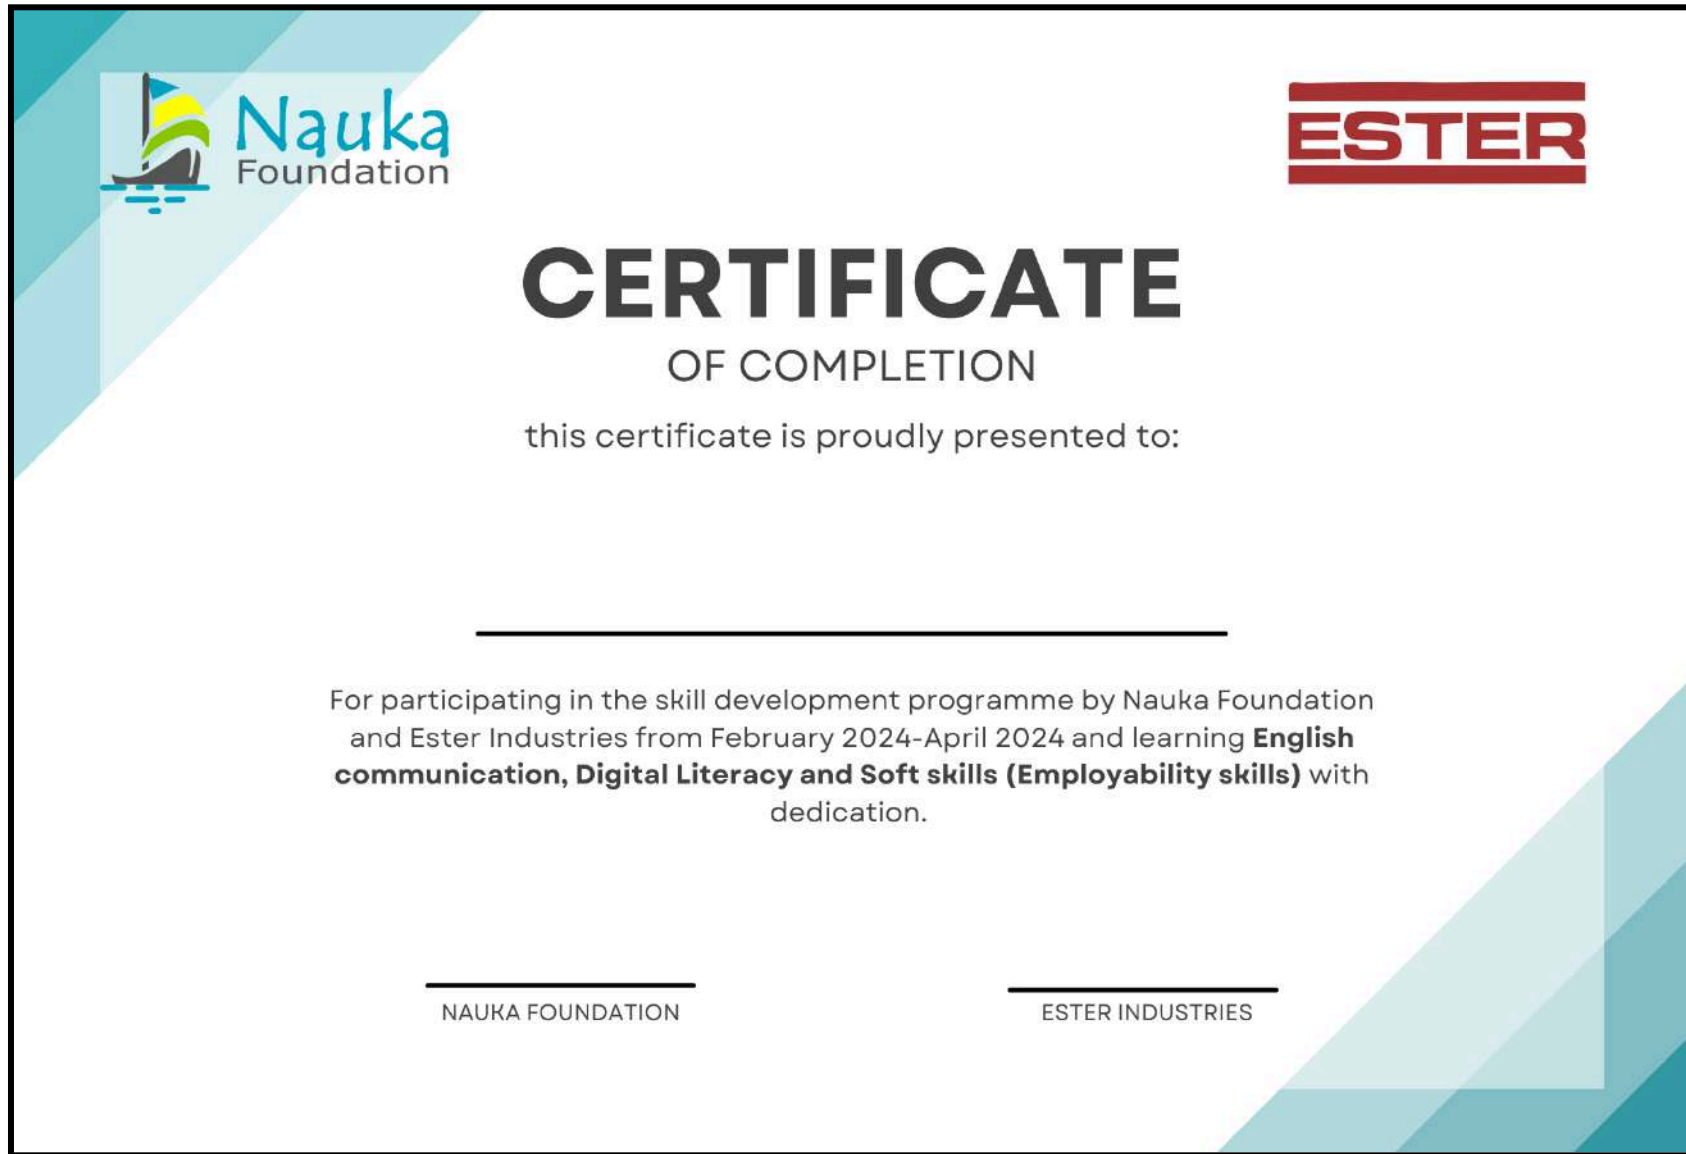 Nauka
Foundation
ESTER
CERTIFICATE
OF COMPLETION
this certificate is proudly presented to:
For participating in the skill development programme by Nauka Foundation
and Ester Industries from February 2024-April 2024 and learning English
communication, Digital Literacy and Soft skills (Employability skills) with
dedication.
NAUKA FOUNDATION
ESTER INDUSTRIES